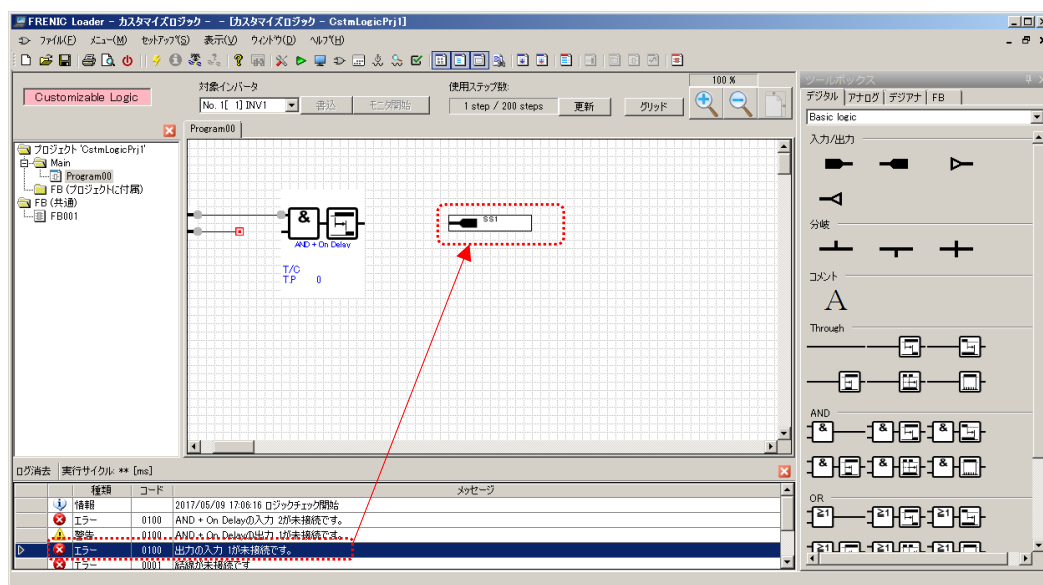 FRENIC Loader - カスタマイズロジック - - [カスタマイズロジック - CstmLogicPrj1]
ファイル(F) メニュー(M) セットアップ(S) 表示(V) ウィンドウ(D) ヘルプ(H)
Customizable Logic
対象インバータ
No. 1[ 1] INV1
書込
モニタ開始
使用ステップ数:
1 step / 200 steps
更新
グリッド
100 %
プロジェクト 'CstmLogicPrj1'
Main
Program00
FB (プロジェクトに付属)
FB (共通)
FB001
Program00
&
AND + On Delay
T/C
T.P 0
SS1
ツールボックス
デジタル アナログ デジアナ FB
Basic logic
入力/出力
分岐
コメント
A
Through
AND
& & &
& & &
OR
≧1 ≧1 ≧1
≧1 ≧1 ≧1
ログ消去 実行サイクル: ** [ms]
種類 コード メッセージ
情報 2017/05/09 17:06:16 ロジックチェック開始
エラー 0100 AND + On Delayの入力 2が未接続です。
警告 0100 AND + On Delayの出力 1が未接続です。
エラー 0100 出力の入力 1が未接続です。
エラー 0001 結線が未接続です